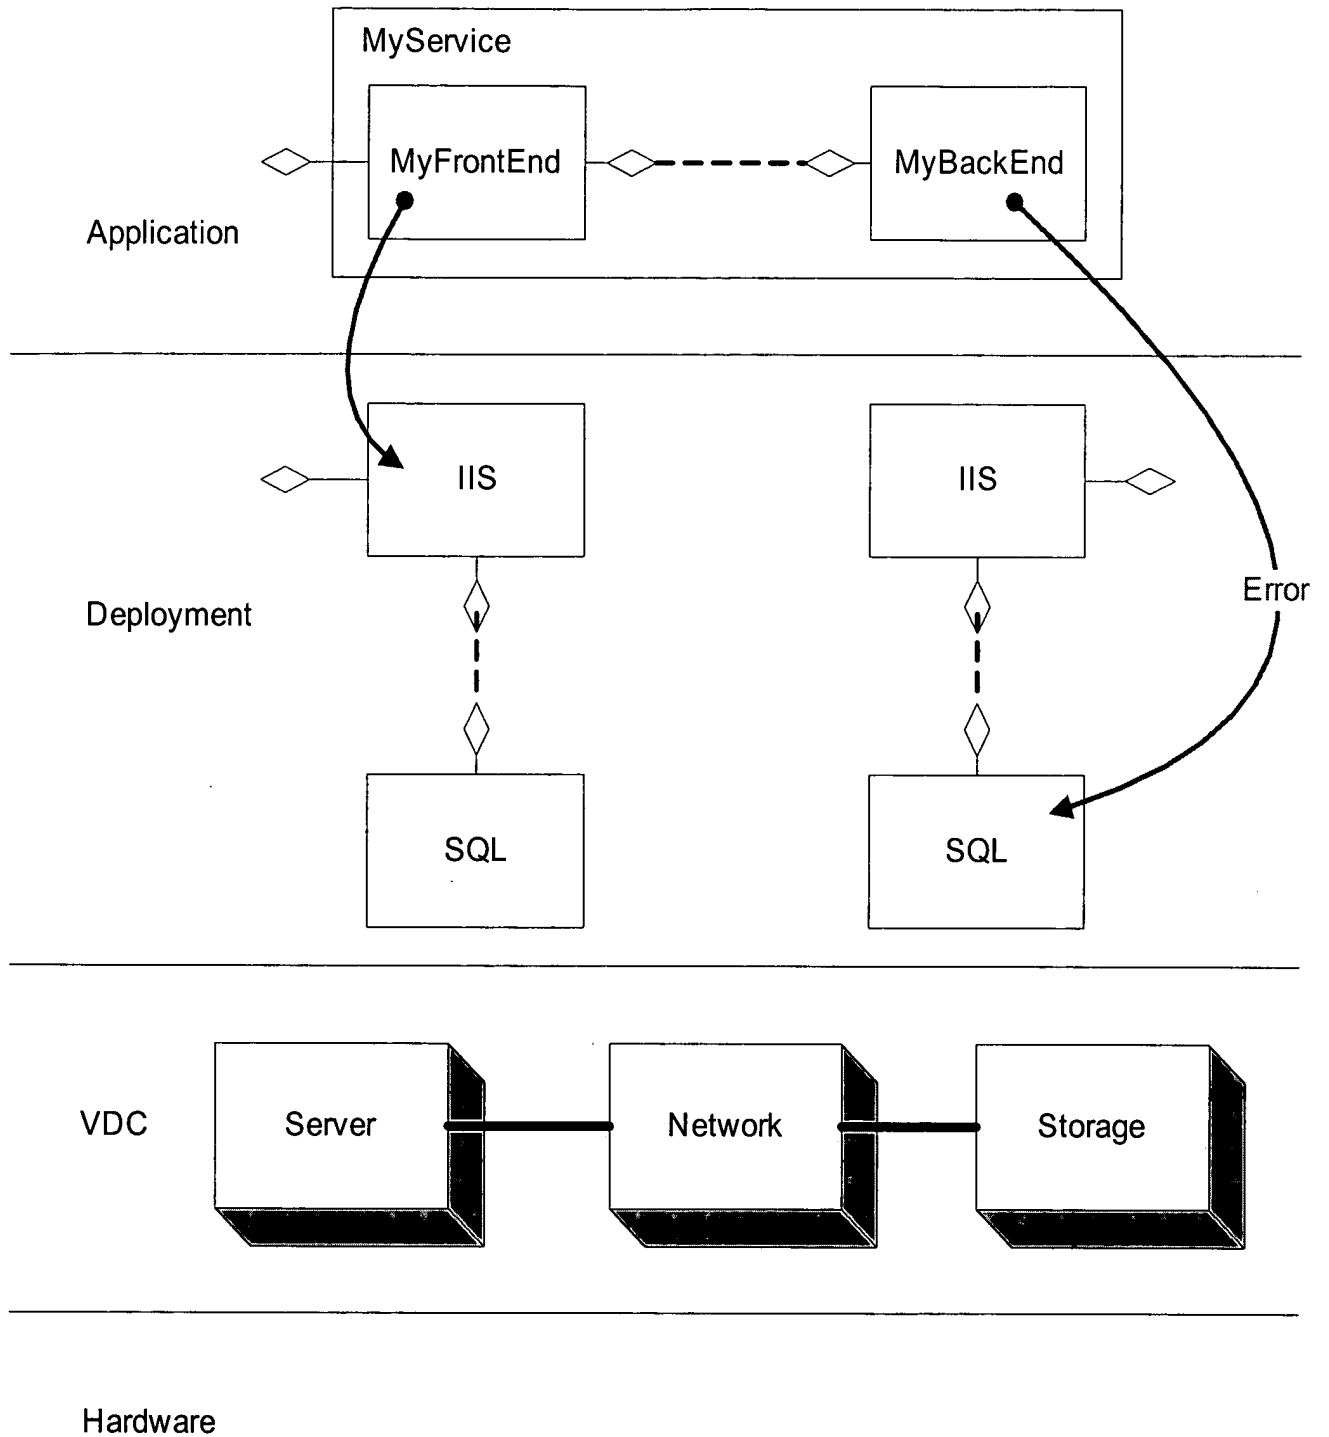 MyService
MyFrontEnd
MyBackEnd
Application
IIS
IIS
Error
Deployment
SQL
SQL
VDC
Server
Network
Storage
Hardware